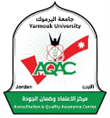 جامعة اليرموك
Yarmouk University
AQAC
Jordan
الأردن
مركز الاعتماد وضمان الجودة
Accreditation & Quality Assurance Center